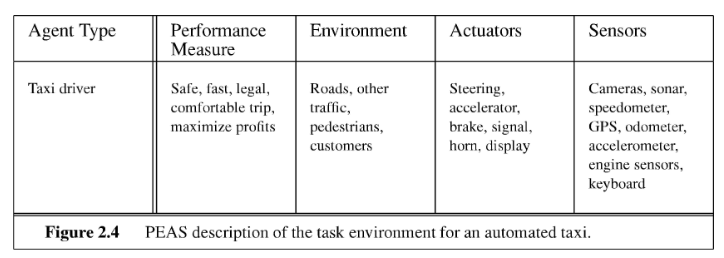 Agent Type
Performance Measure
Environment
Actuators
Sensors
Taxi driver
Safe, fast, legal,
comfortable trip,
maximize profits
Roads, other
traffic,
pedestrians,
customers
Steering,
accelerator,
brake, signal,
horn, display
Cameras, sonar,
speedometer,
GPS, odometer,
accelerometer,
engine sensors,
keyboard
Figure 2.4 PEAS description of the task environment for an automated taxi.